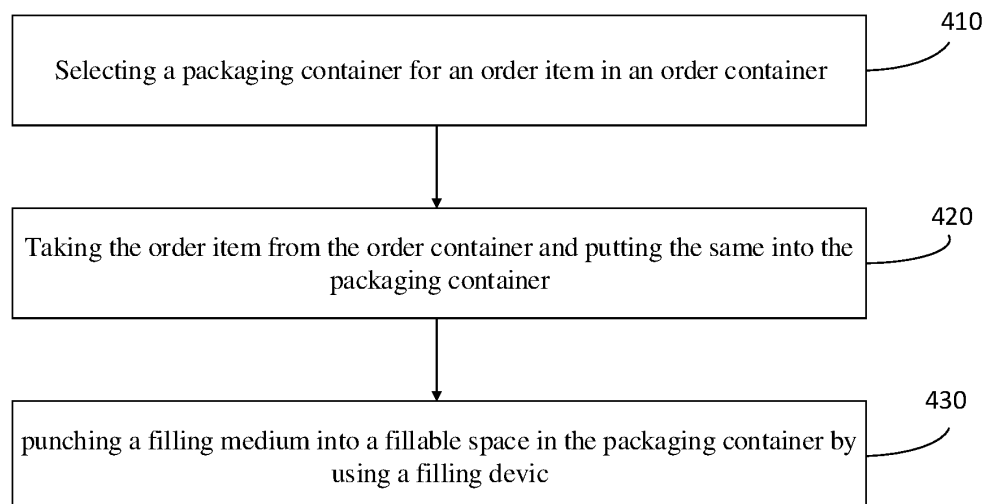 410
Selecting a packaging container for an order item in an order container
420
Taking the order item from the order container and putting the same into the
packaging container
430
punching a filling medium into a fillable space in the packaging container by
using a filling devic